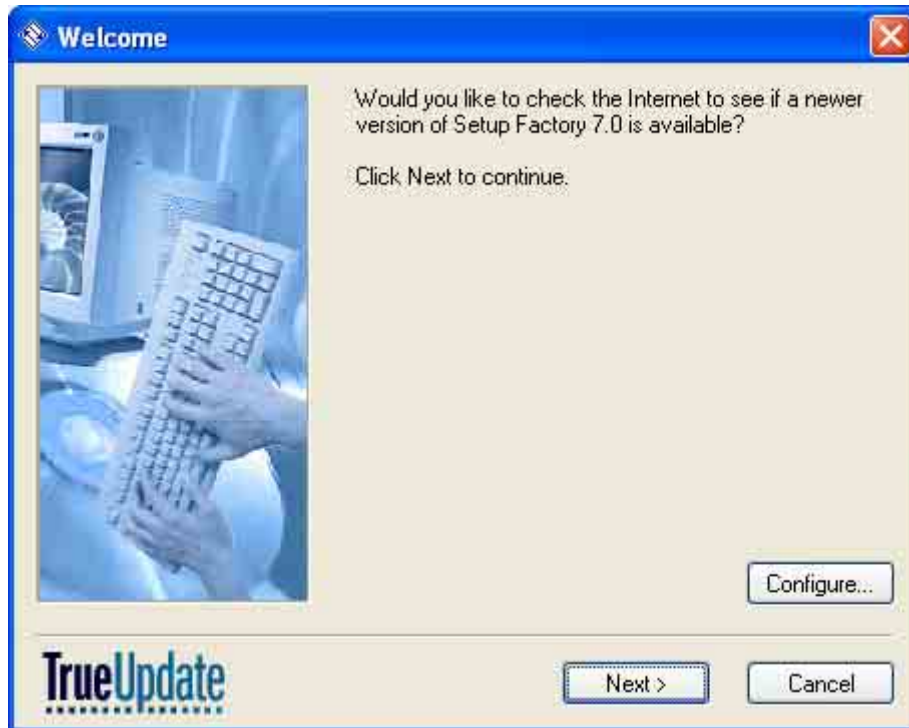 Welcome
Would you like to check the Internet to see if a newer
version of Setup Factory 7.0 is available?
Click Next to continue.
Configure...
TrueUpdate
Next >
Cancel